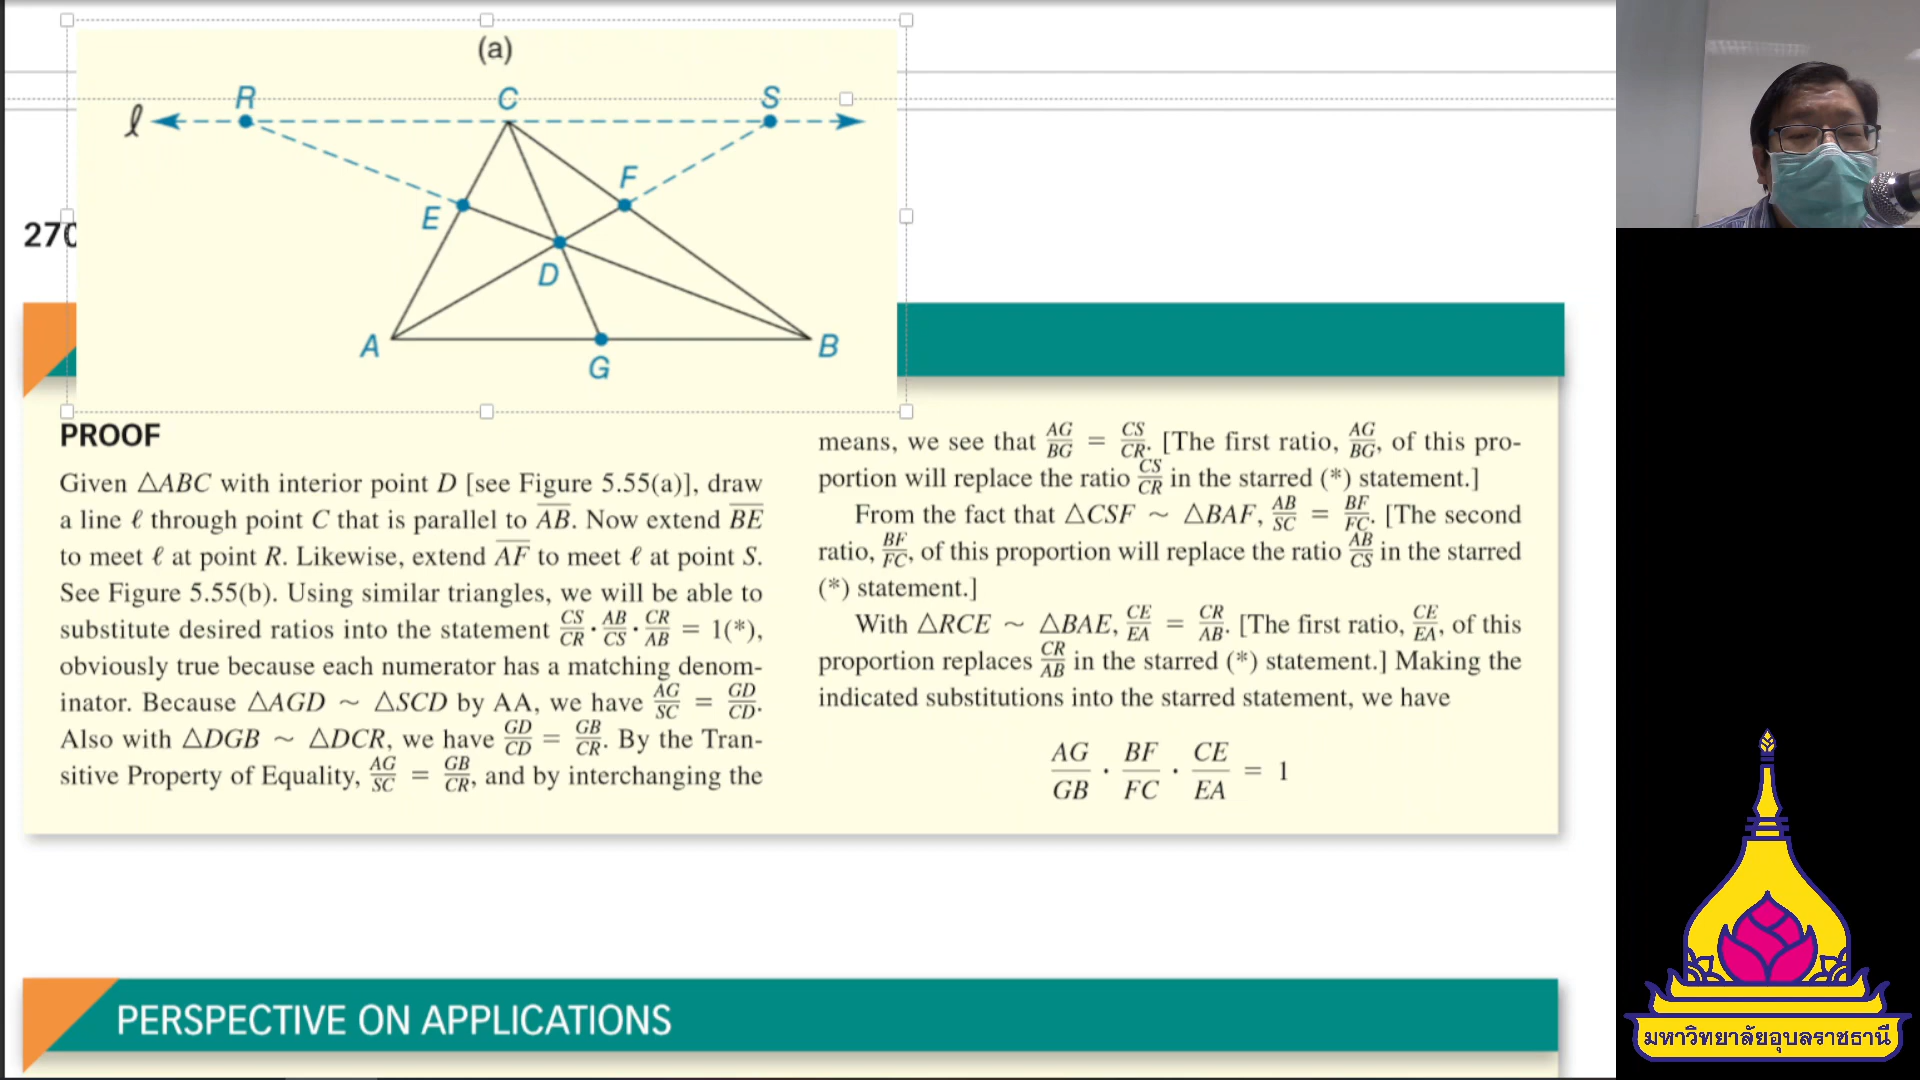 (a)
R
C
S
ℓ
F
E
D
A
B
G
270
PROOF
Given △ABC with interior point D [see Figure 5.55(a)], draw
a line ℓ through point C that is parallel to A̅B̅. Now extend B̅E̅
to meet ℓ at point R. Likewise, extend A̅F̅ to meet ℓ at point S.
See Figure 5.55(b). Using similar triangles, we will be able to
substitute desired ratios into the statement CS/CR · AB/CS · CR/AB = 1(*),
obviously true because each numerator has a matching denom-
inator. Because △AGD ~ △SCD by AA, we have AG/SC = GD/CD.
Also with △DGB ~ △DCR, we have GD/CD = GB/CR. By the Tran-
sitive Property of Equality, AG/SC = GB/CR, and by interchanging the
means, we see that AG/BG = CS/CR. [The first ratio, AG/BG, of this pro-
portion will replace the ratio CS/CR in the starred (*) statement.]
From the fact that △CSF ~ △BAF, AB/SC = BF/FC. [The second
ratio, BF/FC, of this proportion will replace the ratio AB/CS in the starred
(*) statement.]
With △RCE ~ △BAE, CE/EA = CR/AB. [The first ratio, CE/EA, of this
proportion replaces CR/AB in the starred (*) statement.] Making the
indicated substitutions into the starred statement, we have
AG/GB · BF/FC · CE/EA = 1
PERSPECTIVE ON APPLICATIONS
มหาวิทยาลัยอุบลราชธานี